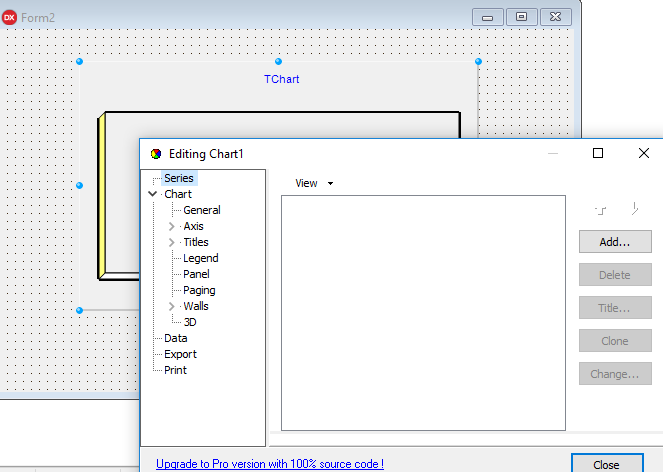 DX Form2
TChart
Editing Chart1
Series
Chart
General
Axis
Titles
Legend
Panel
Paging
Walls
3D
Data
Export
Print
View
Add...
Delete
Title...
Clone
Change...
Upgrade to Pro version with 100% source code !
Close